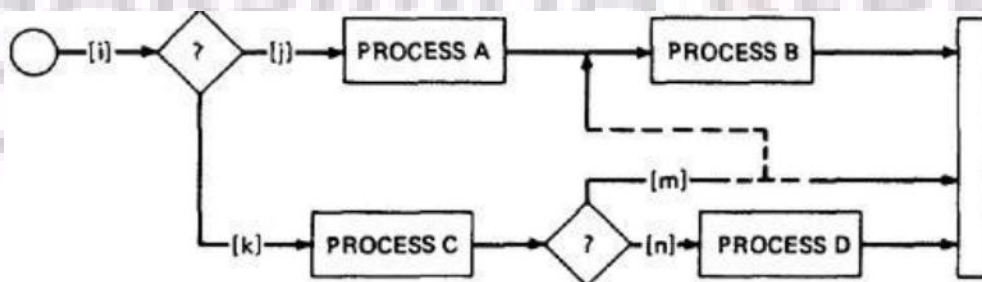 [i] ? [j] PROCESS A PROCESS B
[m]
[k] PROCESS C ? [n] PROCESS D